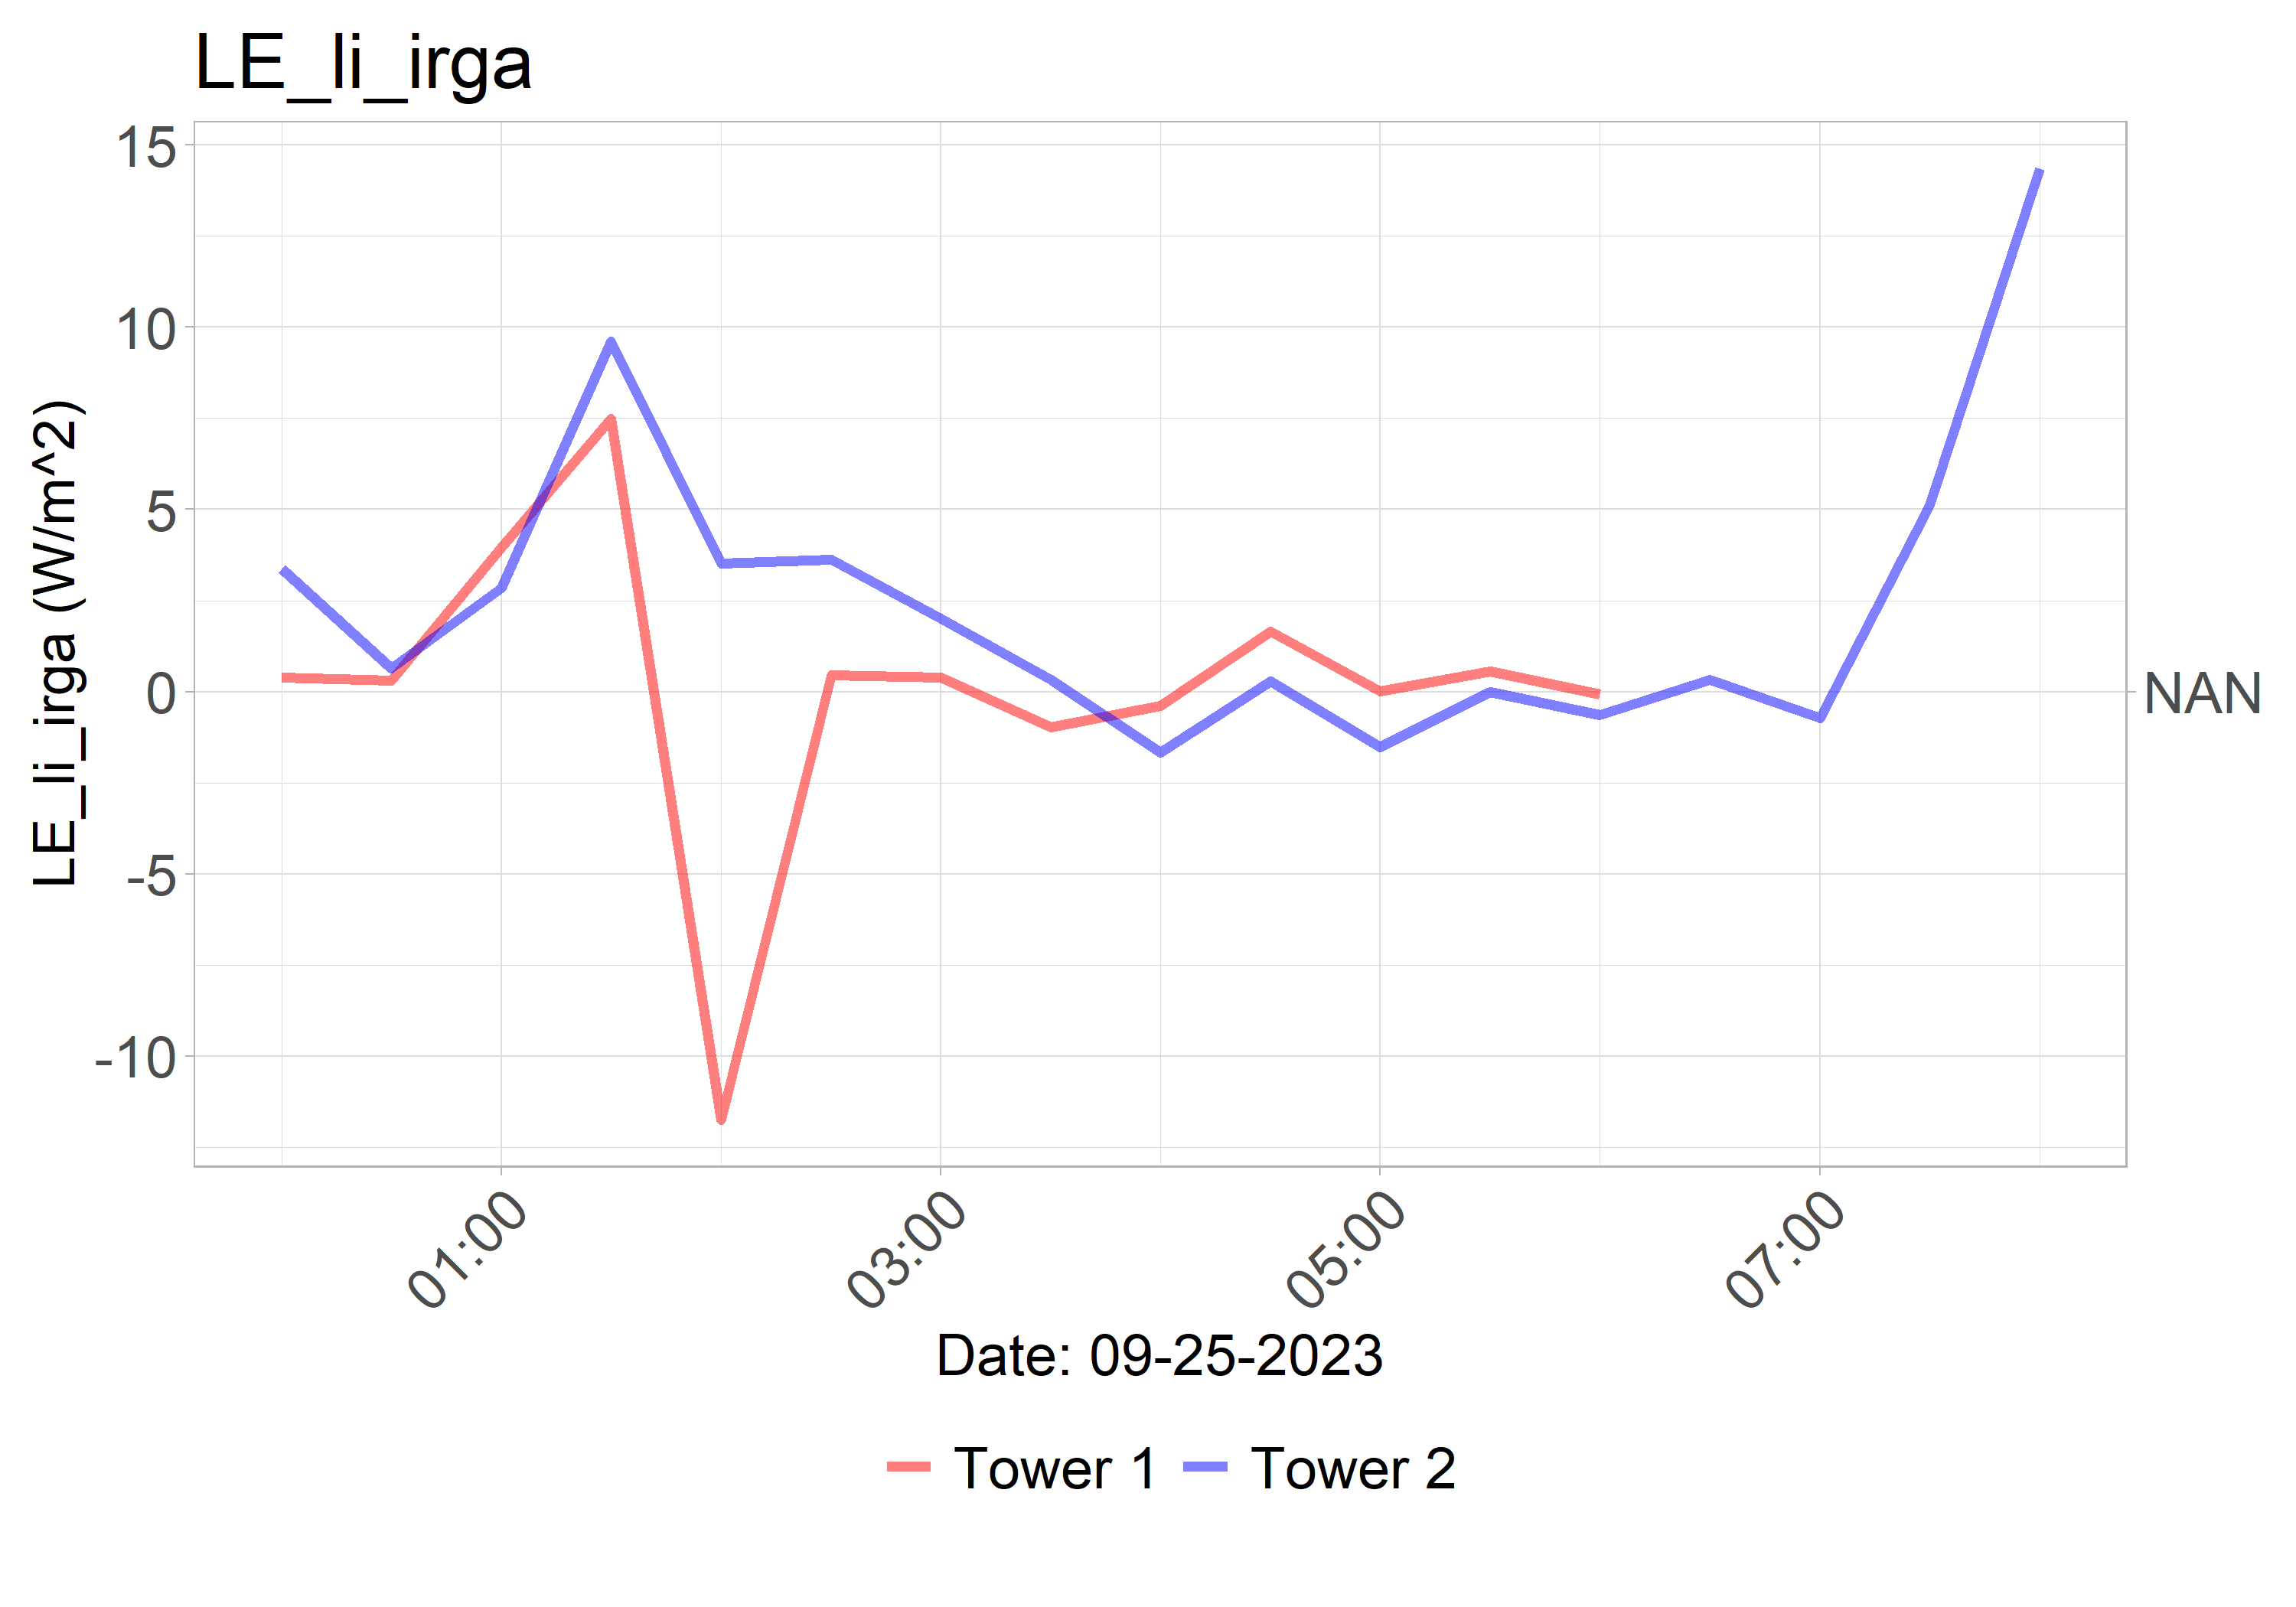 LE_li_irga
15
10
5
0
-5
-10
LE_li_irga (W/m^2)
NAN
01:00
03:00
05:00
07:00
Date: 09-25-2023
Tower 1
Tower 2